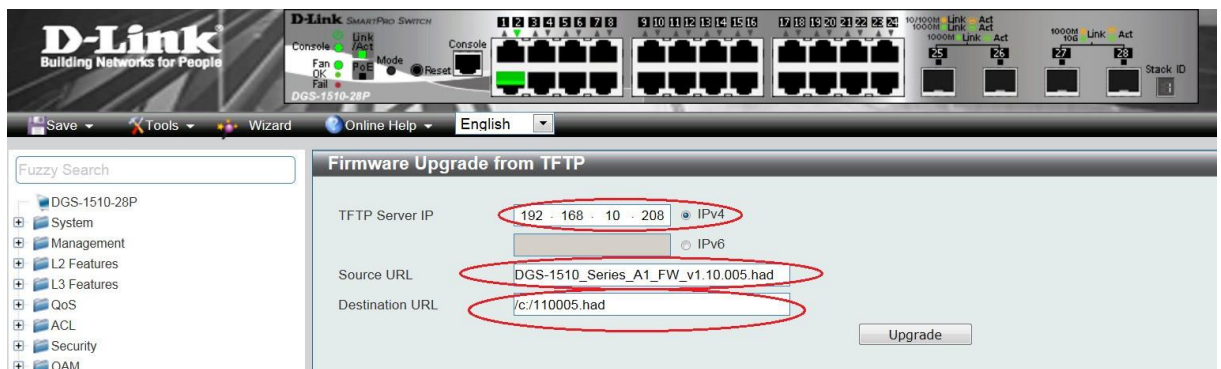 D-Link SMARTPRO SWITCH
D-Link
Building Networks for People
Console
Link
/Act
Fan
OK
Fail
PoE
Mode
Reset
Console
DGS-1510-28P
1 2 3 4 5 6 7 8 9 10 11 12 13 14 15 16 17 18 19 20 21 22 23 24
10/100M Link Act
1000M Link Act
1000M Link Act
10G
25 26 27 28
Stack ID
Save Tools Wizard Online Help English
Fuzzy Search
DGS-1510-28P
System
Management
L2 Features
L3 Features
QoS
ACL
Security
OAM
Firmware Upgrade from TFTP
TFTP Server IP 192 . 168 . 10 . 208 IPv4
IPv6
Source URL DGS-1510_Series_A1_FW_v1.10.005.had
Destination URL /c:/110005.had
Upgrade